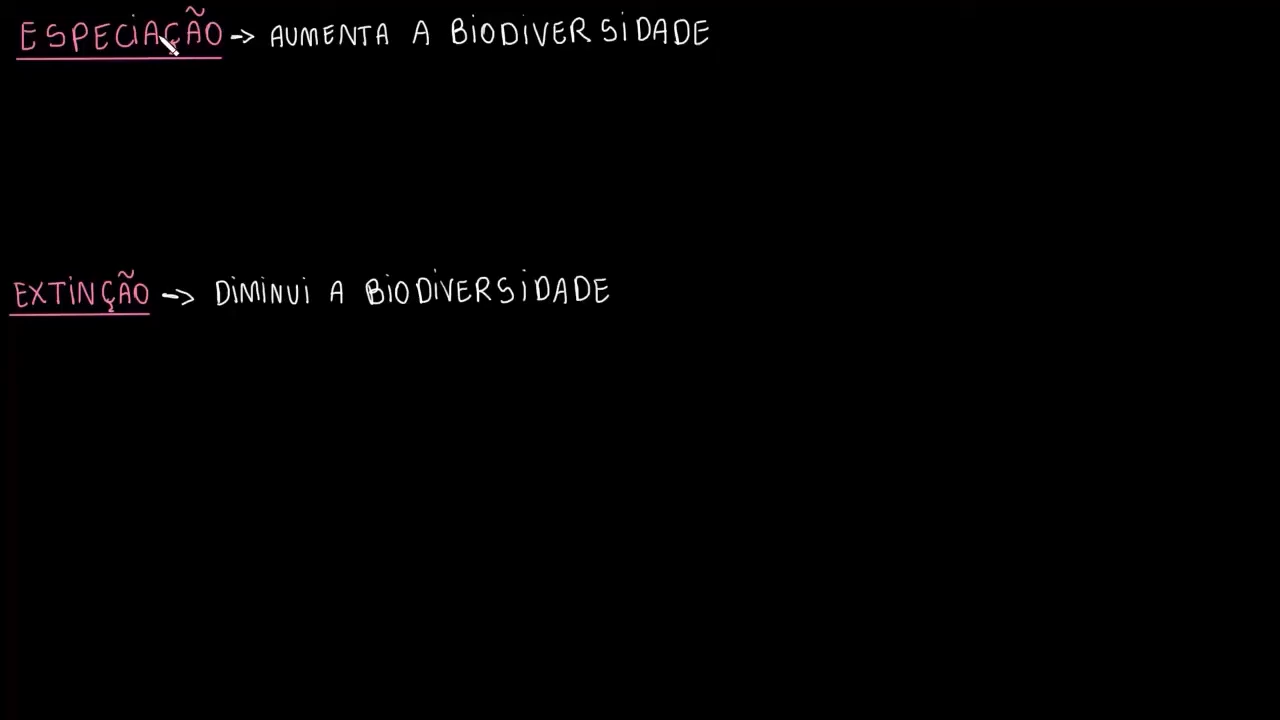 ESPECIAÇÃO -> AUMENTA A BIODIVERSIDADE
EXTINÇÃO -> DIMINUI A BIODIVERSIDADE